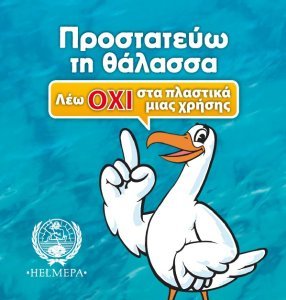 Προστατεύω
τη θάλασσα
Λέω ΟΧΙ στα πλαστικά
μιας χρήσης
•HELMEPA•